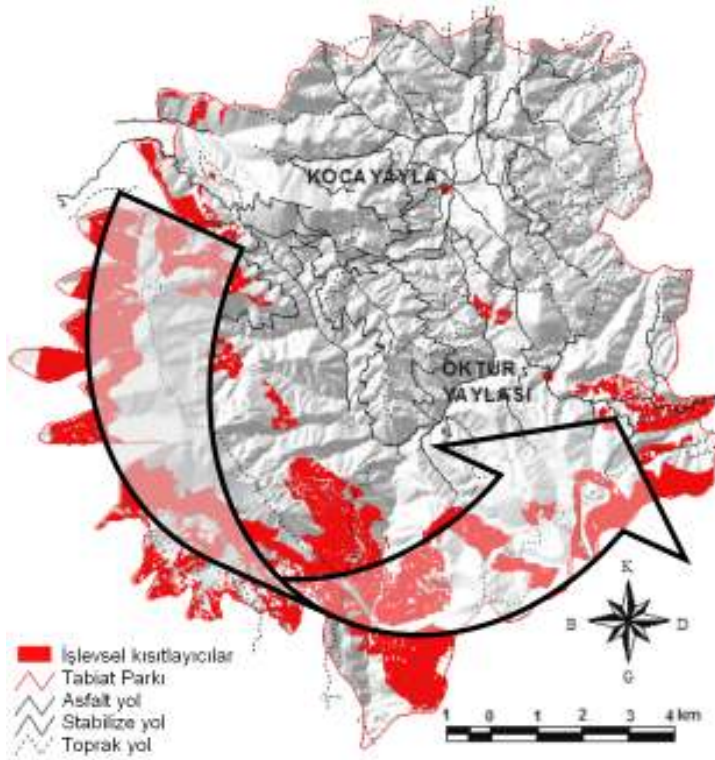 KOCAYAYLA
ÖKTUR
YAYLASI
K
B D
G
İşlevsel kısıtlayıcılar
Tabiat Parkı
Asfalt yol
Stabilize yol
Toprak yol
1 0 1 2 3 4 km